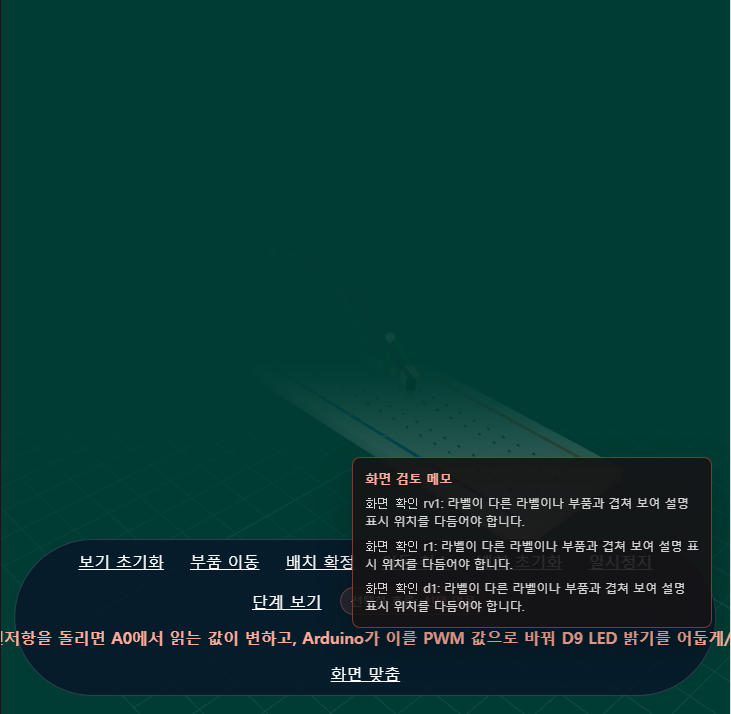 화면 검토 메모
화면 확인 rv1: 라벨이 다른 라벨이나 부품과 겹쳐 보여 설명
표시 위치를 다듬어야 합니다.
화면 확인 r1: 라벨이 다른 라벨이나 부품과 겹쳐 보여 설명 표
시 위치를 다듬어야 합니다.
화면 확인 d1: 라벨이 다른 라벨이나 부품과 겹쳐 보여 설명
표시 위치를 다듬어야 합니다.
보기 초기화 부품 이동 배치 확정 초기화 일시정지
단계 보기
저항을 돌리면 A0에서 읽는 값이 변하고, Arduino가 이를 PWM 값으로 바꿔 D9 LED 밝기를 어둡게/
화면 맞춤